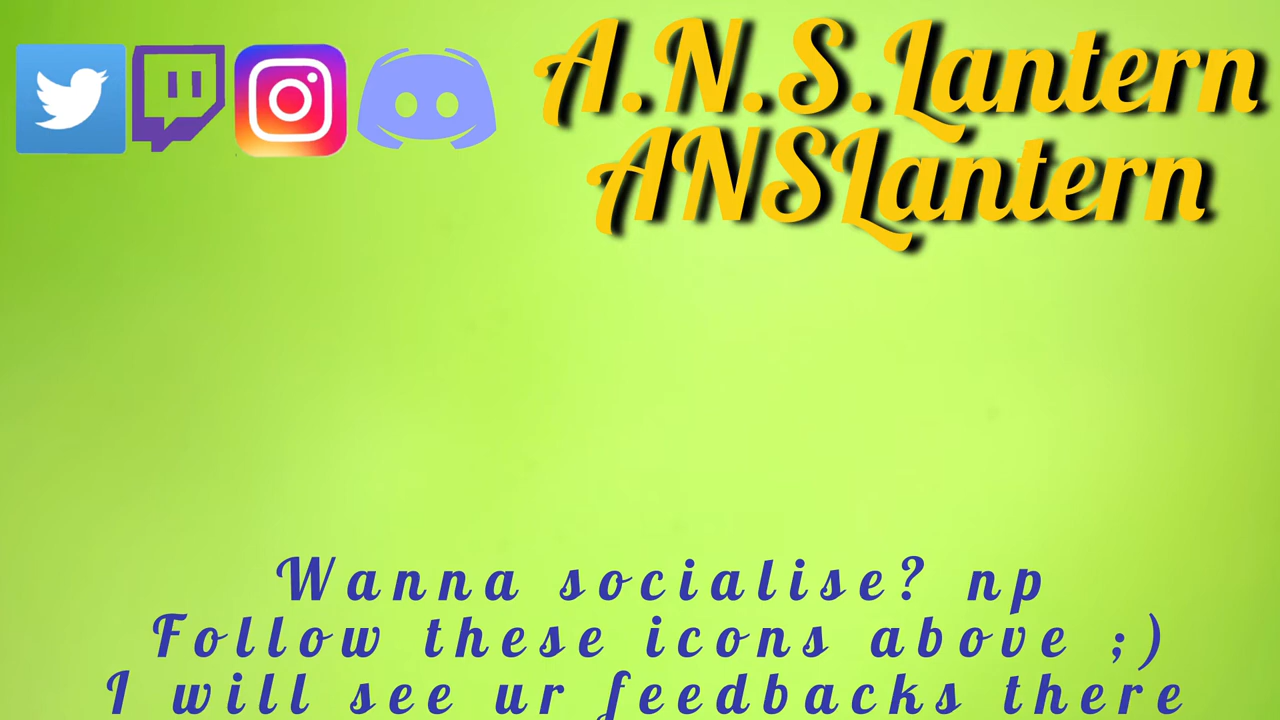 A.N.S.Lantern
ANSLantern
Wanna socialise? np
Follow these icons above ;)
I will see ur feedbacks there